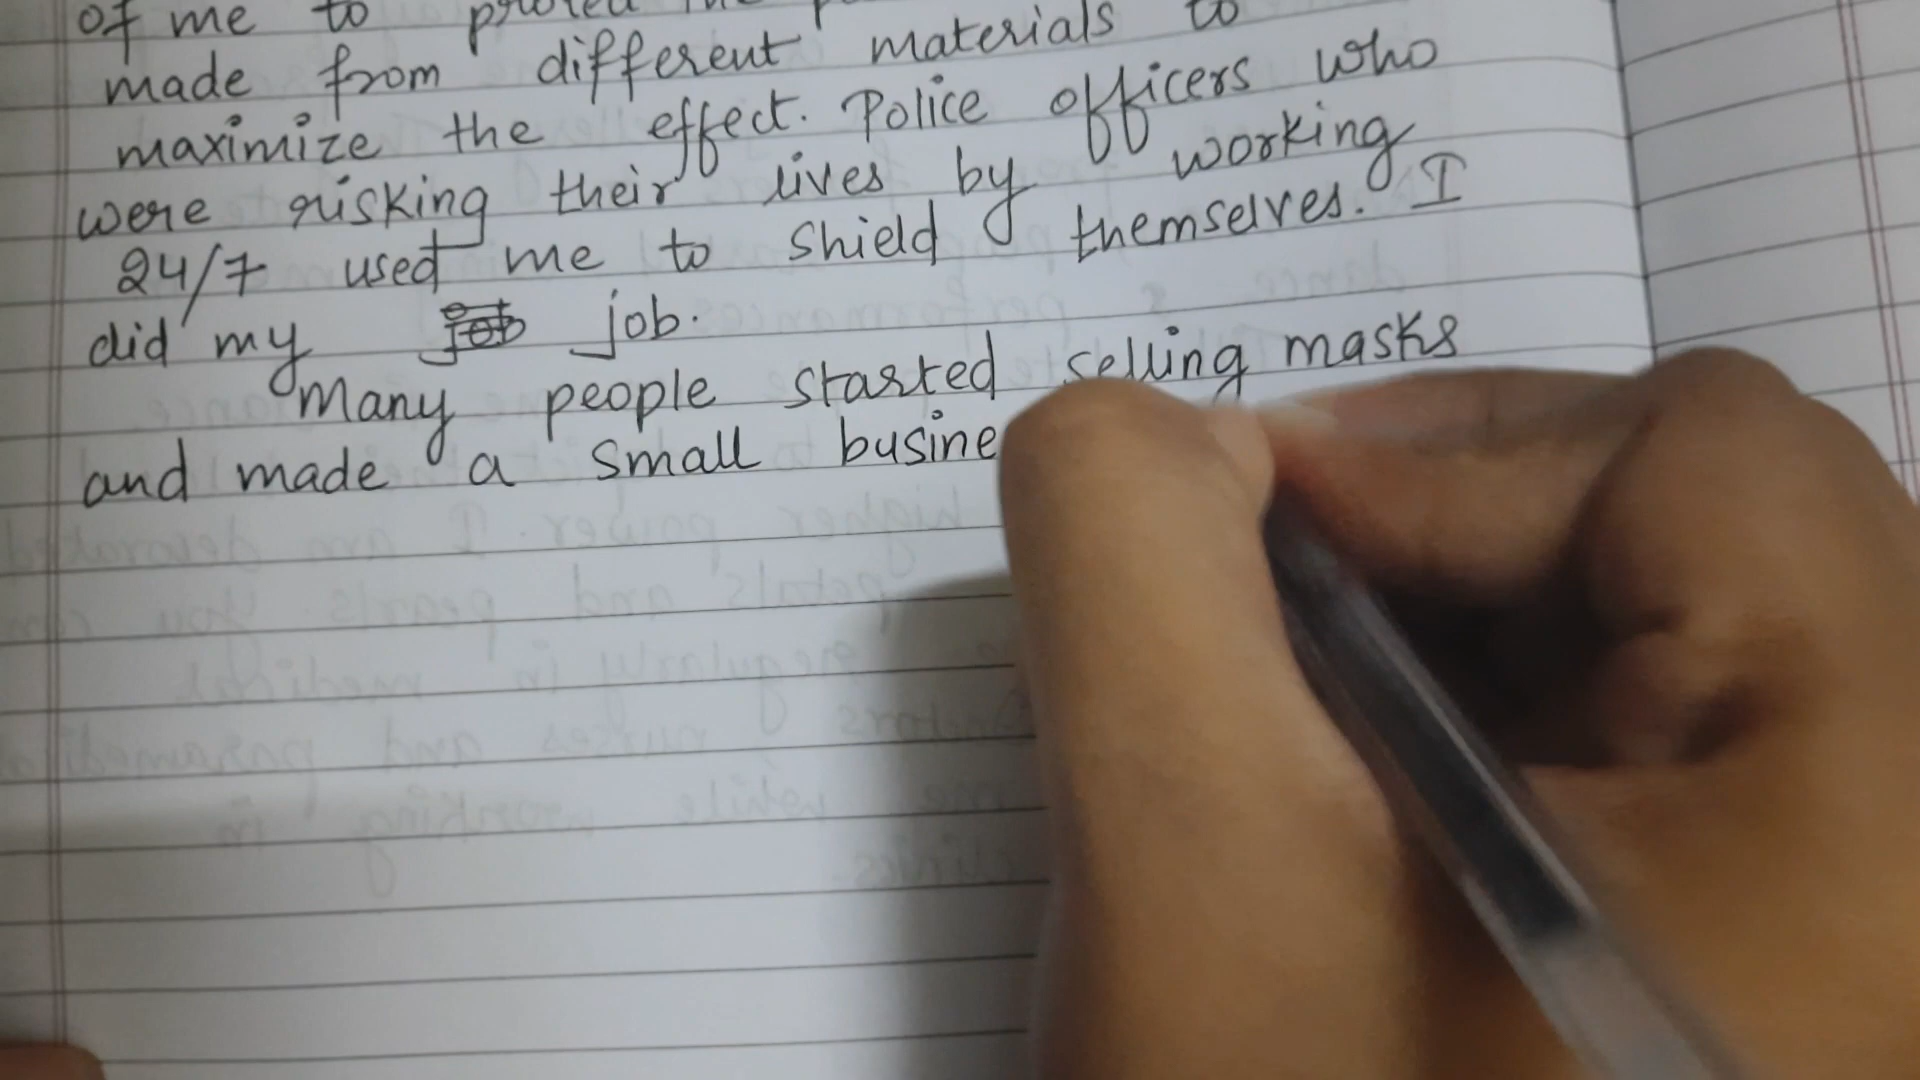 of me to
made from different materials to
maximize the effect. Police officers who
were risking their lives by working
24/7 used me to shield themselves. I
did my job job.
Many people started selling masks
and made a small busine